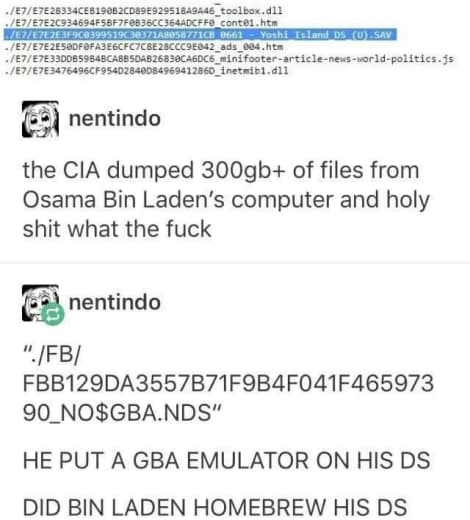 ./E7/
./E7/E7E28334CEB190B2CD89E929518A9A46_toolbox.dll
./E7/E7E2C934694F5BF7F0B36CC364ADCFF0_cont01.htm
./E7/E7E2E3F9C0399519C30371A8058771CB_0661 - Yoshi Island DS (U).SAV
./E7/E7E2E50DF0FA3E6CFC7C8E28CCC9E042_ads_004.htm
./E7/E7E33DDB59B4BCA8B5DAB26830CA6DC6_minifooter-article-news-world-politics.js
./E7/E7E3476496CF954D2840D8496941286D_inetmib1.dll
nentindo
the CIA dumped 300gb+ of files from
Osama Bin Laden's computer and holy
shit what the fuck
nentindo
"./FB/
FBB129DA3557B71F9B4F041F465973
90_NO$GBA.NDS"
HE PUT A GBA EMULATOR ON HIS DS
DID BIN LADEN HOMEBREW HIS DS